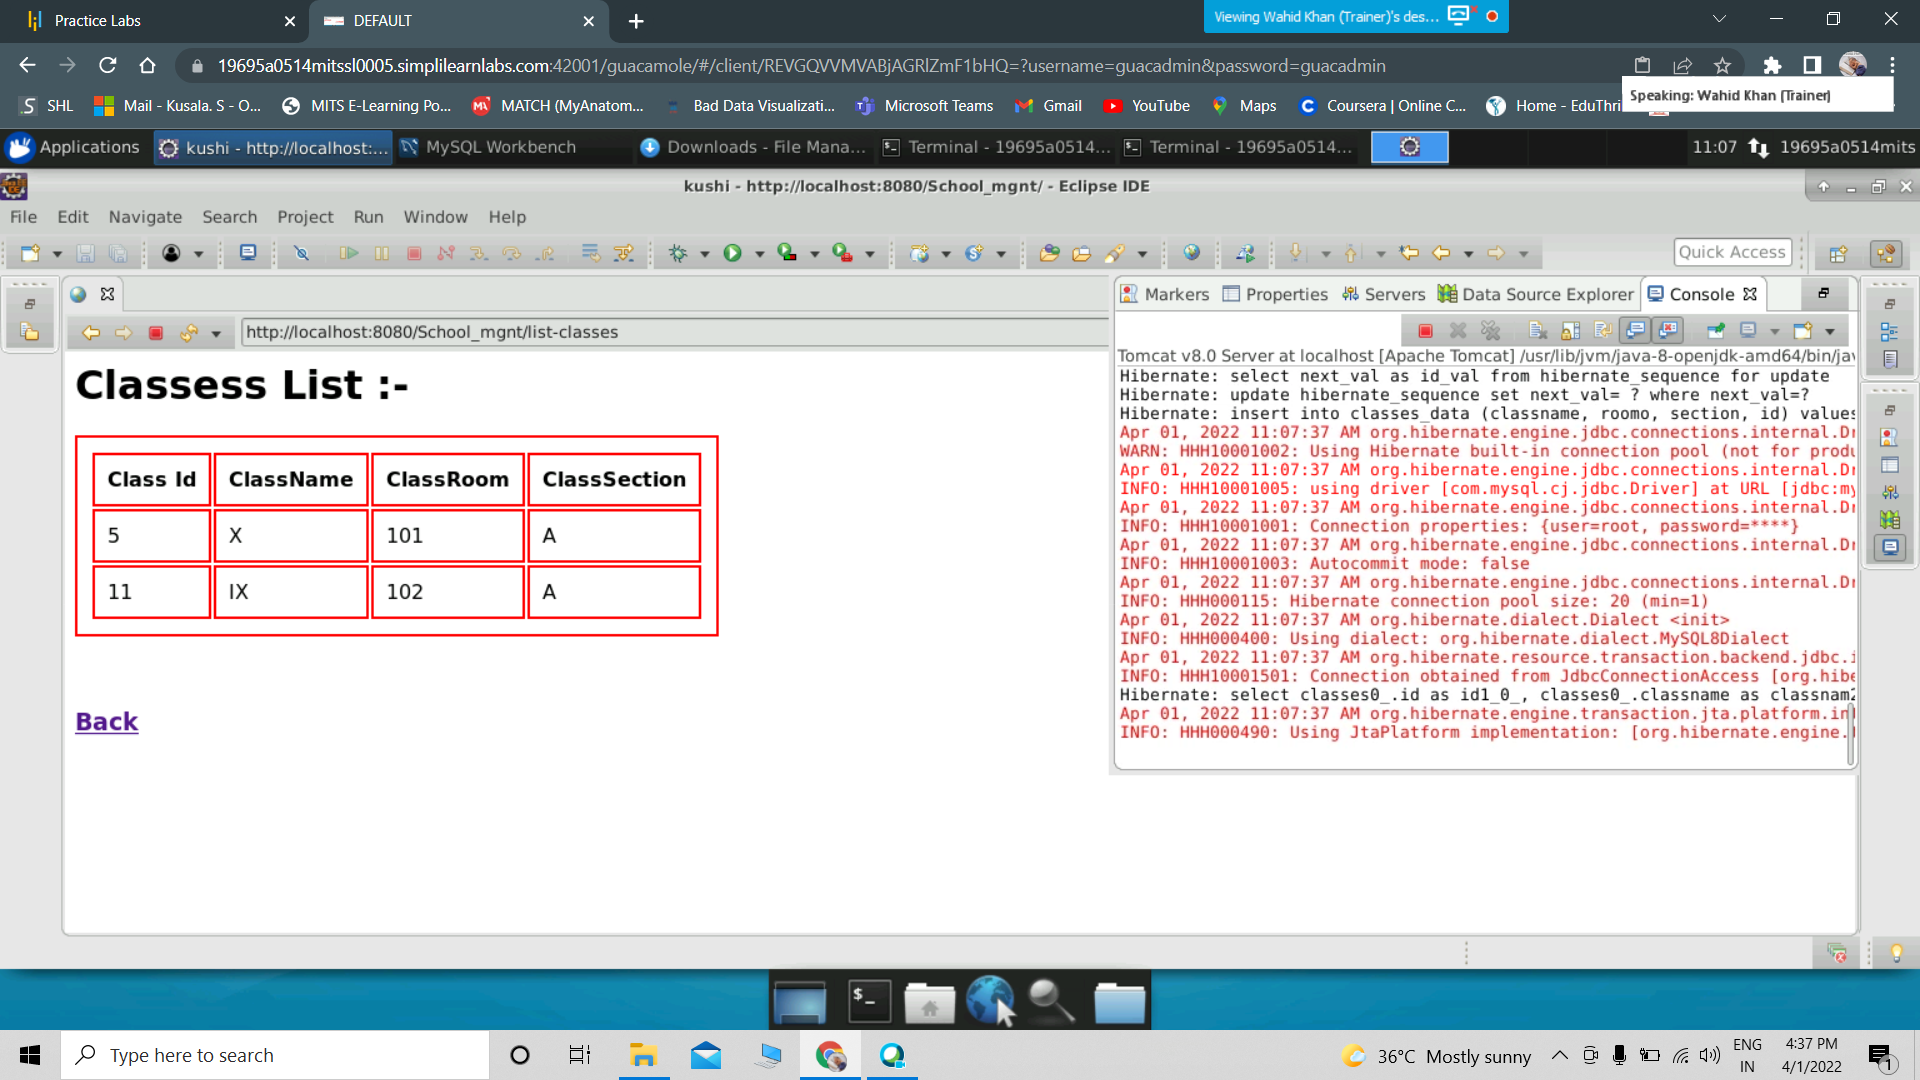 Practice Labs
DEFAULT
Viewing Wahid Khan (Trainer)'s des...
19695a0514mitssl0005.simplilearnlabs.com:42001/guacamole/#/client/REVGQVVMVABjAGRlZmF1bHQ=?username=guacadmin&password=guacadmin
Speaking: Wahid Khan (Trainer)
SHL
Mail - Kusala. S - O...
MITS E-Learning Po...
MATCH (MyAnatom...
Bad Data Visualizati...
Microsoft Teams
Gmail
YouTube
Maps
Coursera | Online C...
Home - EduThri
Applications
kushi - http://localhost:...
MySQL Workbench
Downloads - File Mana...
Terminal - 19695a0514...
Terminal - 19695a0514...
11:07
19695a0514mits
kushi - http://localhost:8080/School_mgnt/ - Eclipse IDE
File Edit Navigate Search Project Run Window Help
Quick Access
http://localhost:8080/School_mgnt/list-classes
Classess List :-
Class Id ClassName ClassRoom ClassSection
5 X 101 A
11 IX 102 A
Back
Markers Properties Servers Data Source Explorer Console
Tomcat v8.0 Server at localhost [Apache Tomcat] /usr/lib/jvm/java-8-openjdk-amd64/bin/jav
Hibernate: select next_val as id_val from hibernate_sequence for update
Hibernate: update hibernate_sequence set next_val= ? where next_val=?
Hibernate: insert into classes_data (classname, roomo, section, id) values
Apr 01, 2022 11:07:37 AM org.hibernate.engine.jdbc.connections.internal.Dr
WARN: HHH10001002: Using Hibernate built-in connection pool (not for produ
Apr 01, 2022 11:07:37 AM org.hibernate.engine.jdbc.connections.internal.Dr
INFO: HHH10001005: using driver [com.mysql.cj.jdbc.Driver] at URL [jdbc:my
Apr 01, 2022 11:07:37 AM org.hibernate.engine.jdbc.connections.internal.Dr
INFO: HHH10001001: Connection properties: {user=root, password=****}
Apr 01, 2022 11:07:37 AM org.hibernate.engine.jdbc.connections.internal.Dr
INFO: HHH10001003: Autocommit mode: false
Apr 01, 2022 11:07:37 AM org.hibernate.engine.jdbc.connections.internal.Dr
INFO: HHH000115: Hibernate connection pool size: 20 (min=1)
Apr 01, 2022 11:07:37 AM org.hibernate.dialect.Dialect <init>
INFO: HHH000400: Using dialect: org.hibernate.dialect.MySQL8Dialect
Apr 01, 2022 11:07:37 AM org.hibernate.resource.transaction.backend.jdbc.i
INFO: HHH10001501: Connection obtained from JdbcConnectionAccess [org.hibe
Hibernate: select classes0_.id as id1_0_, classes0_.classname as classnam2
Apr 01, 2022 11:07:37 AM org.hibernate.engine.transaction.jta.platform.in
INFO: HHH000490: Using JtaPlatform implementation: [org.hibernate.engine.
Type here to search
36°C Mostly sunny
ENG
IN
4:37 PM
4/1/2022
1